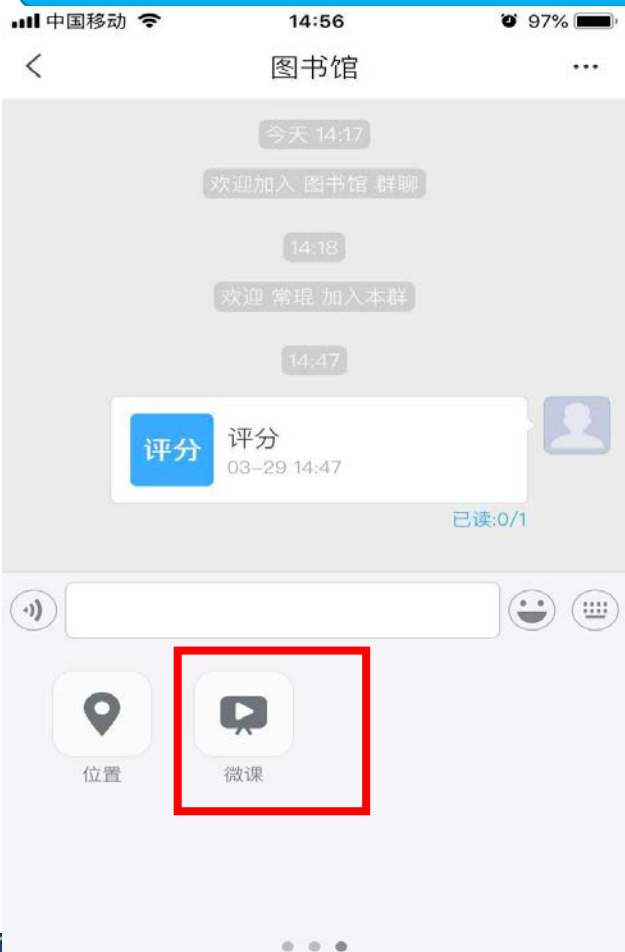 中国移动 14:56 97%
图书馆
今天 14:17
欢迎加入 图书馆 群聊
14:18
欢迎 常琨 加入本群
14:47
评分 评分
03-29 14:47
已读:0/1
位置 微课